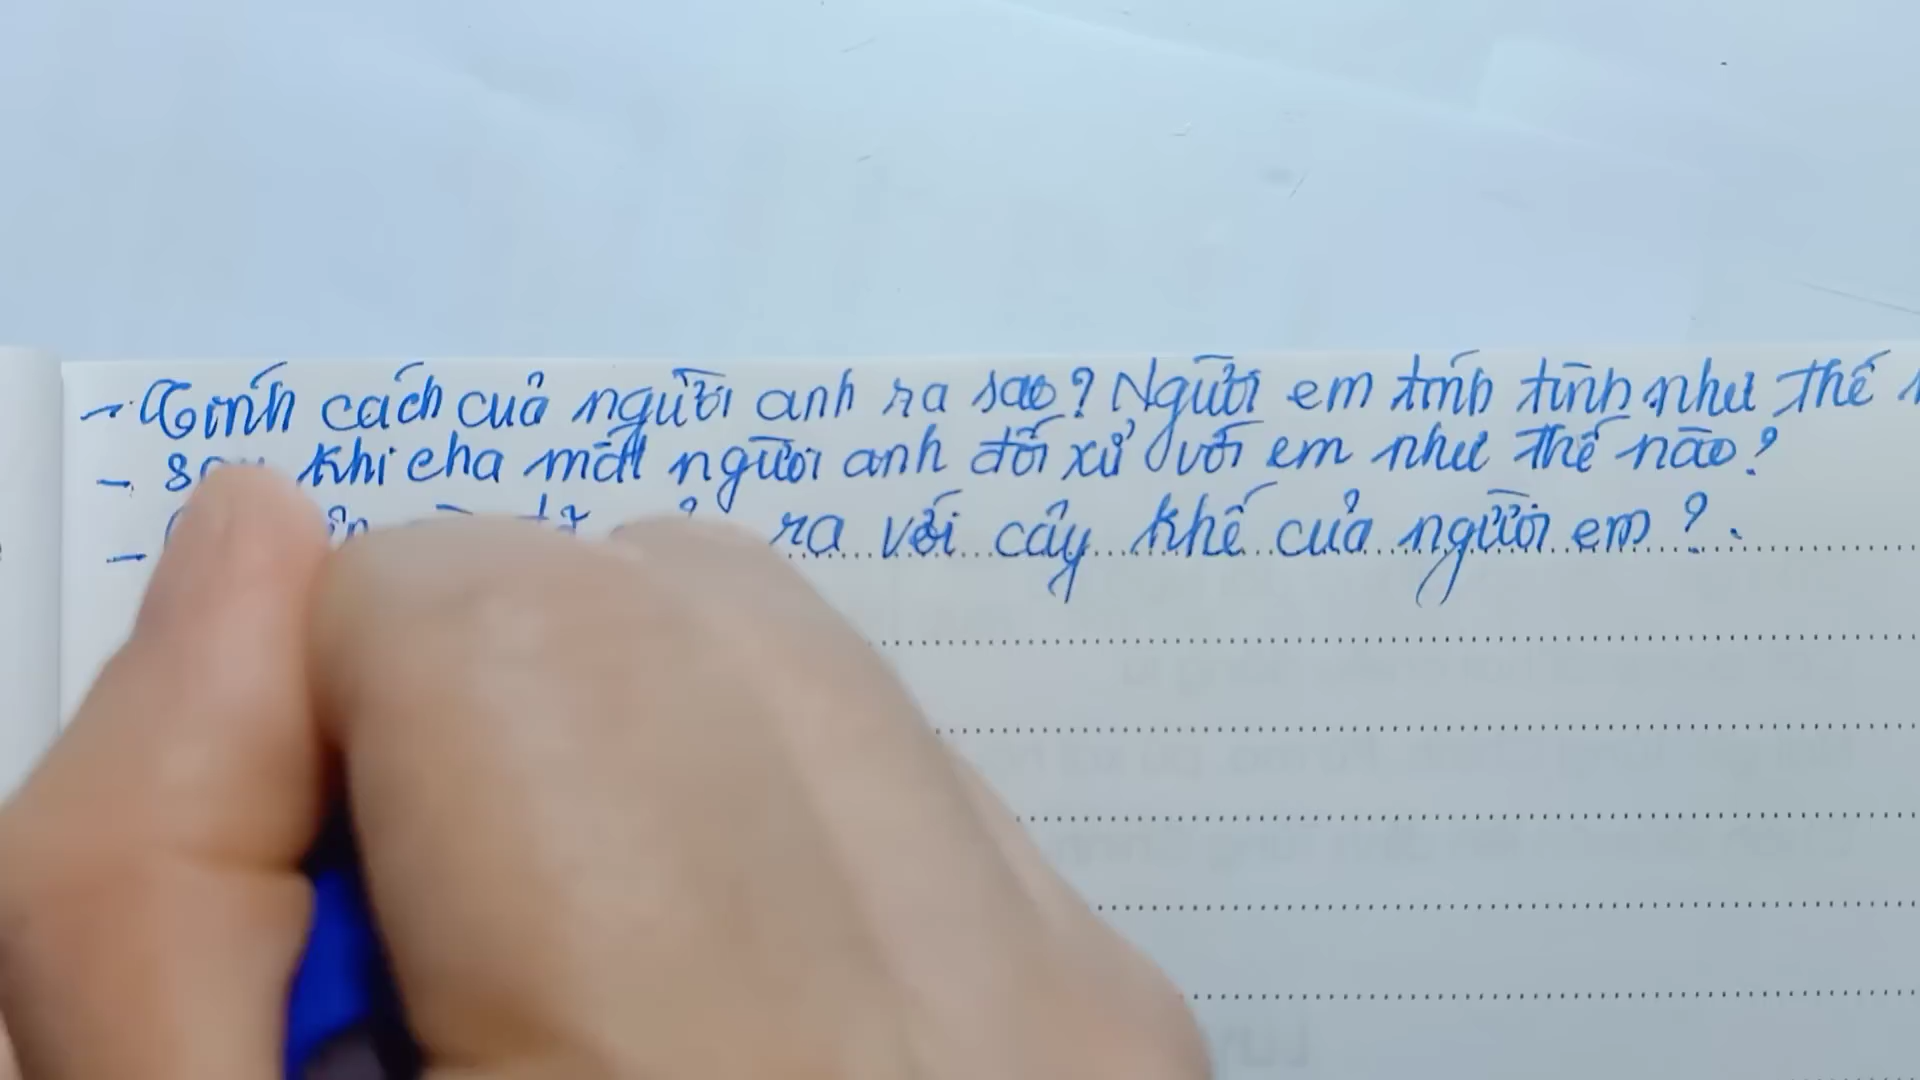 - Tính cách của người anh ra sao? Người em tính tình như thế
- khi cha mất người anh đối xử với em như thế nào?
- ra với cây khế của người em?.